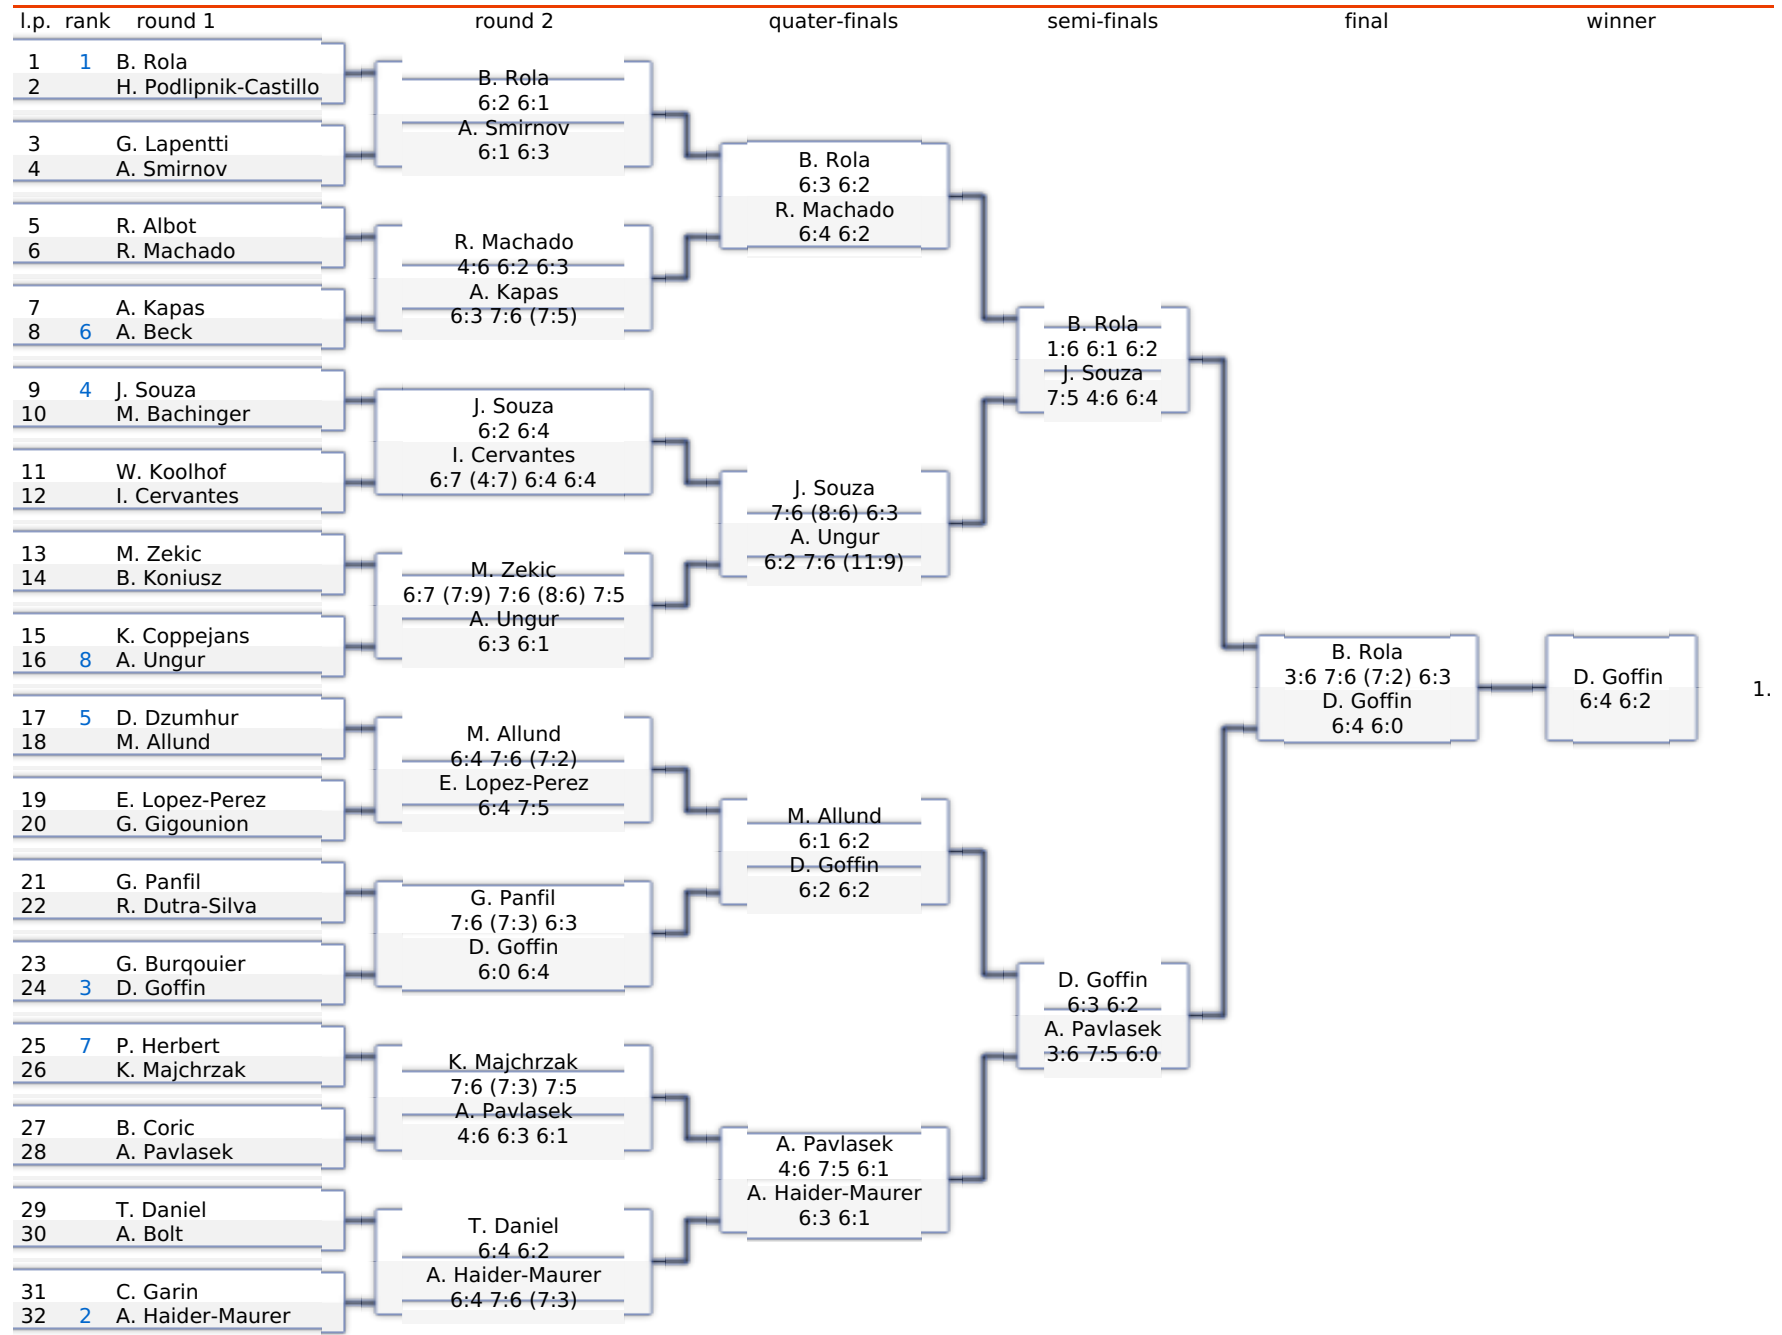 l.p. rank round 1 round 2 quater-finals semi-finals final winner
1 1 B. Rola
2 H. Podlipnik-Castillo
3 G. Lapentti
4 A. Smirnov
5 R. Albot
6 R. Machado
7 A. Kapas
8 6 A. Beck
9 4 J. Souza
10 M. Bachinger
11 W. Koolhof
12 I. Cervantes
13 M. Zekic
14 B. Koniusz
15 K. Coppejans
16 8 A. Ungur
17 5 D. Dzumhur
18 M. Allund
19 E. Lopez-Perez
20 G. Gigounion
21 G. Panfil
22 R. Dutra-Silva
23 G. Burqouier
24 3 D. Goffin
25 7 P. Herbert
26 K. Majchrzak
27 B. Coric
28 A. Pavlasek
29 T. Daniel
30 A. Bolt
31 C. Garin
32 2 A. Haider-Maurer
B. Rola
6:2 6:1
A. Smirnov
6:1 6:3
R. Machado
4:6 6:2 6:3
A. Kapas
6:3 7:6 (7:5)
J. Souza
6:2 6:4
I. Cervantes
6:7 (4:7) 6:4 6:4
M. Zekic
6:7 (7:9) 7:6 (8:6) 7:5
A. Ungur
6:3 6:1
M. Allund
6:4 7:6 (7:2)
E. Lopez-Perez
6:4 7:5
G. Panfil
7:6 (7:3) 6:3
D. Goffin
6:0 6:4
K. Majchrzak
7:6 (7:3) 7:5
A. Pavlasek
4:6 6:3 6:1
T. Daniel
6:4 6:2
A. Haider-Maurer
6:4 7:6 (7:3)
B. Rola
6:3 6:2
R. Machado
6:4 6:2
J. Souza
7:6 (8:6) 6:3
A. Ungur
6:2 7:6 (11:9)
M. Allund
6:1 6:2
D. Goffin
6:2 6:2
A. Pavlasek
4:6 7:5 6:1
A. Haider-Maurer
6:3 6:1
B. Rola
1:6 6:1 6:2
J. Souza
7:5 4:6 6:4
D. Goffin
6:3 6:2
A. Pavlasek
3:6 7:5 6:0
B. Rola
3:6 7:6 (7:2) 6:3
D. Goffin
6:4 6:0
D. Goffin
6:4 6:2
1.